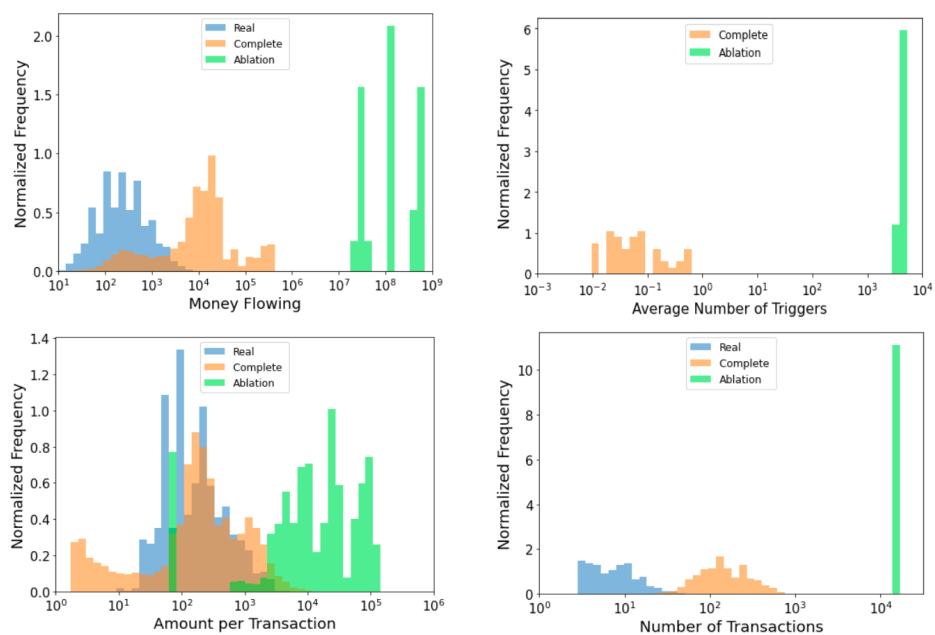 Real
Complete
Ablation
Normalized Frequency
2.0
1.5
1.0
0.5
0.0
10¹ 10² 10³ 10⁴ 10⁵ 10⁶ 10⁷ 10⁸ 10⁹
Money Flowing
Complete
Ablation
Normalized Frequency
6
5
4
3
2
1
0
10⁻³ 10⁻² 10⁻¹ 10⁰ 10¹ 10² 10³ 10⁴
Average Number of Triggers
Real
Complete
Ablation
Normalized Frequency
1.4
1.2
1.0
0.8
0.6
0.4
0.2
0.0
10⁰ 10¹ 10² 10³ 10⁴ 10⁵ 10⁶
Amount per Transaction
Real
Complete
Ablation
Normalized Frequency
10
8
6
4
2
0
10⁰ 10¹ 10² 10³ 10⁴
Number of Transactions